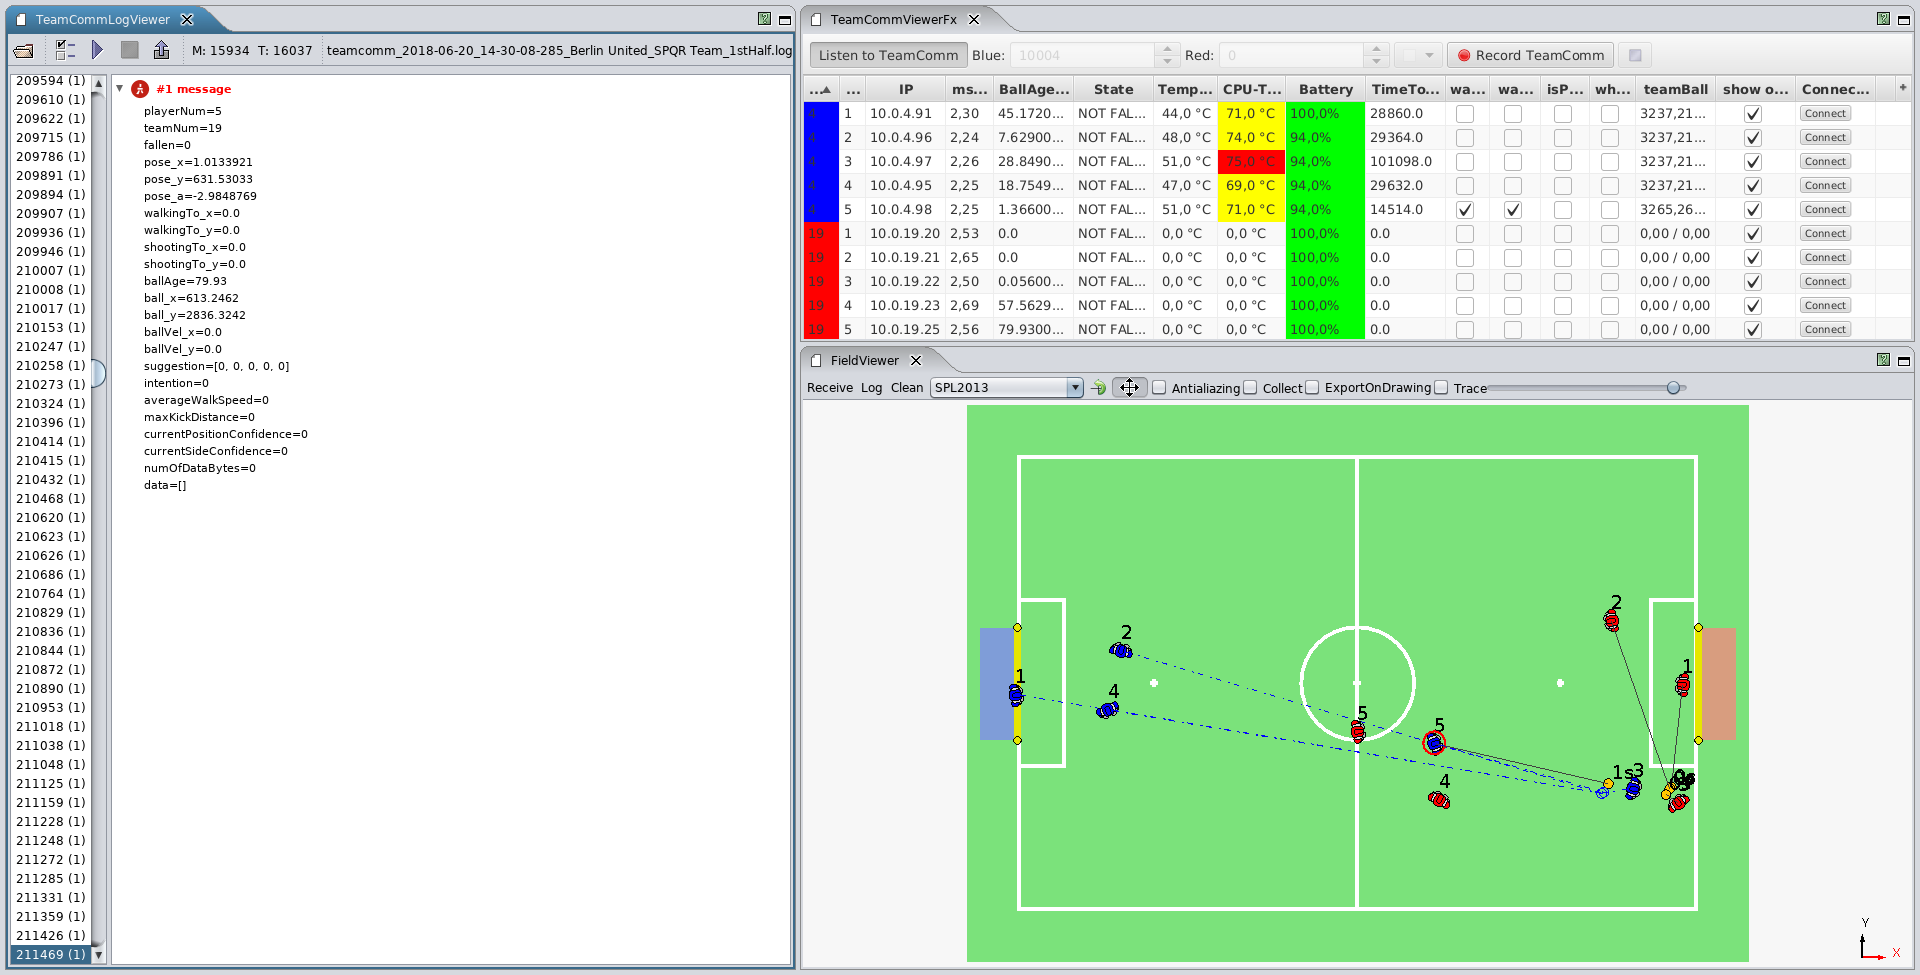 TeamCommLogViewer
M: 15934 T: 16037 teamcomm_2018-06-20_14-30-08-285_Berlin United_SPQR Team_1stHalf.log
209594 (1)
209610 (1)
209622 (1)
209715 (1)
209786 (1)
209891 (1)
209894 (1)
209907 (1)
209936 (1)
209946 (1)
210007 (1)
210008 (1)
210017 (1)
210153 (1)
210247 (1)
210258 (1)
210273 (1)
210324 (1)
210396 (1)
210414 (1)
210415 (1)
210432 (1)
210468 (1)
210620 (1)
210623 (1)
210626 (1)
210686 (1)
210764 (1)
210829 (1)
210836 (1)
210844 (1)
210872 (1)
210890 (1)
210953 (1)
211018 (1)
211038 (1)
211048 (1)
211125 (1)
211159 (1)
211228 (1)
211248 (1)
211272 (1)
211285 (1)
211331 (1)
211359 (1)
211426 (1)
211469 (1)
#1 message
playerNum=5
teamNum=19
fallen=0
pose_x=1.0133921
pose_y=631.53033
pose_a=-2.9848769
walkingTo_x=0.0
walkingTo_y=0.0
shootingTo_x=0.0
shootingTo_y=0.0
ballAge=79.93
ball_x=613.2462
ball_y=2836.3242
ballVel_x=0.0
ballVel_y=0.0
suggestion=[0, 0, 0, 0, 0]
intention=0
averageWalkSpeed=0
maxKickDistance=0
currentPositionConfidence=0
currentSideConfidence=0
numOfDataBytes=0
data=[]
TeamCommViewerFx
Listen to TeamComm Blue: 10004 Red: 0 Record TeamComm
... ... IP ms... BallAge... State Temp... CPU-T... Battery TimeTo... wa... wa... isP... wh... teamBall show o... Connec...
4 1 10.0.4.91 2,30 45.1720... NOT FAL... 44,0 °C 71,0 °C 100,0% 28860.0 3237,21... Connect
4 2 10.0.4.96 2,24 7.62900... NOT FAL... 48,0 °C 74,0 °C 94,0% 29364.0 3237,21... Connect
4 3 10.0.4.97 2,26 28.8490... NOT FAL... 51,0 °C 75,0 °C 94,0% 101098.0 3237,21... Connect
4 4 10.0.4.95 2,25 18.7549... NOT FAL... 47,0 °C 69,0 °C 94,0% 29632.0 3237,21... Connect
4 5 10.0.4.98 2,25 1.36600... NOT FAL... 51,0 °C 71,0 °C 94,0% 14514.0 3265,26... Connect
19 1 10.0.19.20 2,53 0.0 NOT FAL... 0,0 °C 0,0 °C 100,0% 0.0 0,00 / 0,00 Connect
19 2 10.0.19.21 2,65 0.0 NOT FAL... 0,0 °C 0,0 °C 100,0% 0.0 0,00 / 0,00 Connect
19 3 10.0.19.22 2,50 0.05600... NOT FAL... 0,0 °C 0,0 °C 100,0% 0.0 0,00 / 0,00 Connect
19 4 10.0.19.23 2,69 57.5629... NOT FAL... 0,0 °C 0,0 °C 100,0% 0.0 0,00 / 0,00 Connect
19 5 10.0.19.25 2,56 79.9300... NOT FAL... 0,0 °C 0,0 °C 100,0% 0.0 0,00 / 0,00 Connect
FieldViewer
Receive Log Clean SPL2013 Antialiazing Collect ExportOnDrawing Trace
2
2
1
1
4
5
5
1s 3
4
Y
X